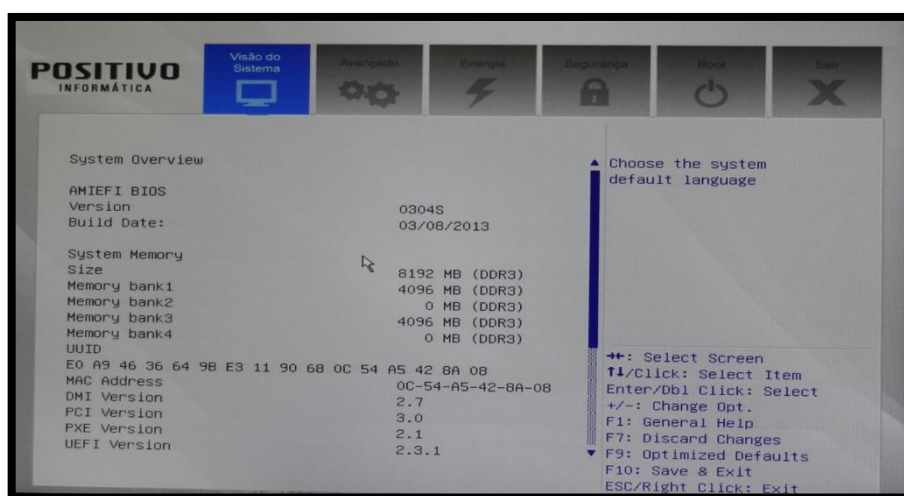 POSITIVO
INFORMÁTICA
Visão do
Sistema
Avançado
Energia
Segurança
Boot
Sair
System Overview
AMIEFI BIOS
Version 0304S
Build Date: 03/08/2013
System Memory
Size 8192 MB (DDR3)
Memory bank1 4096 MB (DDR3)
Memory bank2 0 MB (DDR3)
Memory bank3 4096 MB (DDR3)
Memory bank4 0 MB (DDR3)
UUID
E0 A9 46 36 64 9B E3 11 90 68 0C 54 A5 42 8A 08
MAC Address 0C-54-A5-42-8A-08
DMI Version 2.7
PCI Version 3.0
PXE Version 2.1
UEFI Version 2.3.1
Choose the system
default language
→←: Select Screen
↑↓/Click: Select Item
Enter/Dbl Click: Select
+/-: Change Opt.
F1: General Help
F7: Discard Changes
F9: Optimized Defaults
F10: Save & Exit
ESC/Right Click: Exit